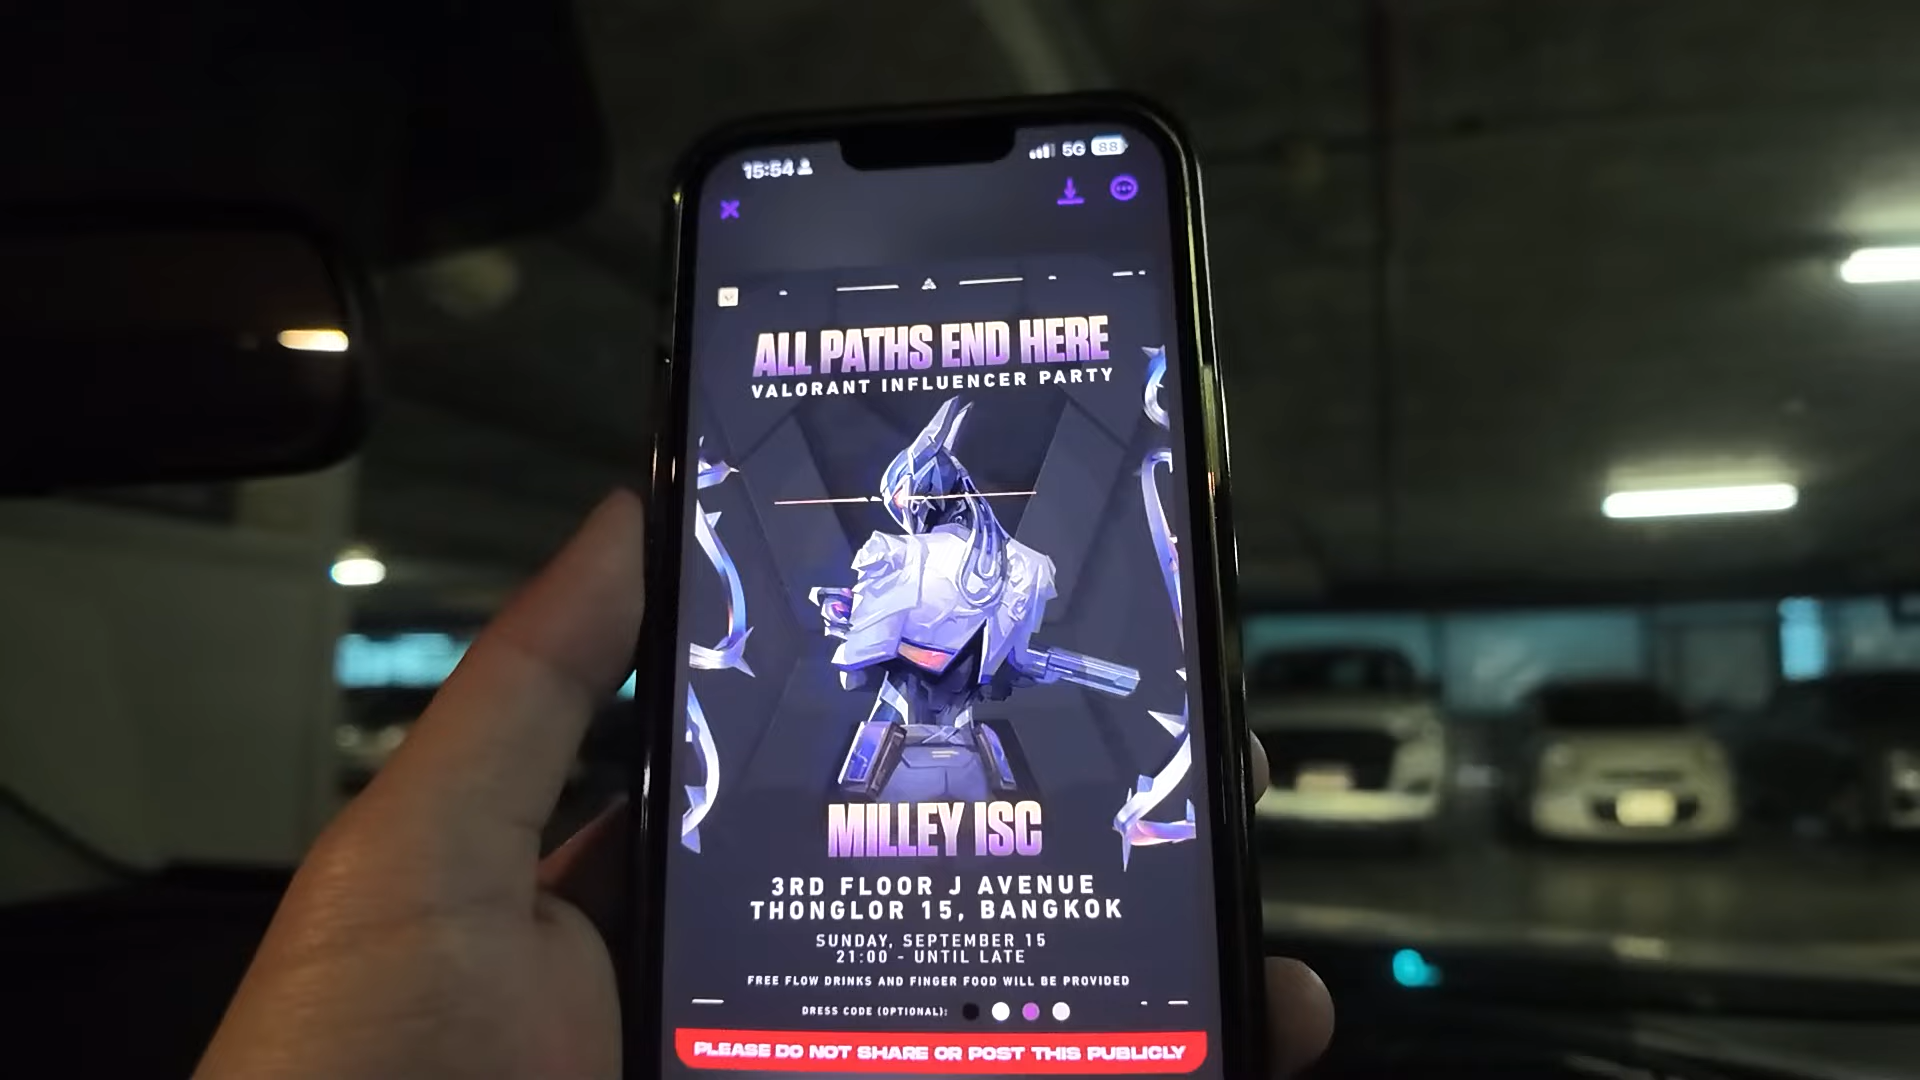 15:54
5G 88
ALL PATHS END HERE
VALORANT INFLUENCER PARTY
MILLEY ISC
3RD FLOOR J AVENUE
THONGLOR 15, BANGKOK
SUNDAY, SEPTEMBER 15
21:00 - UNTIL LATE
FREE FLOW DRINKS AND FINGER FOOD WILL BE PROVIDED
DRESS CODE (OPTIONAL):
PLEASE DO NOT SHARE OR POST THIS PUBLICLY